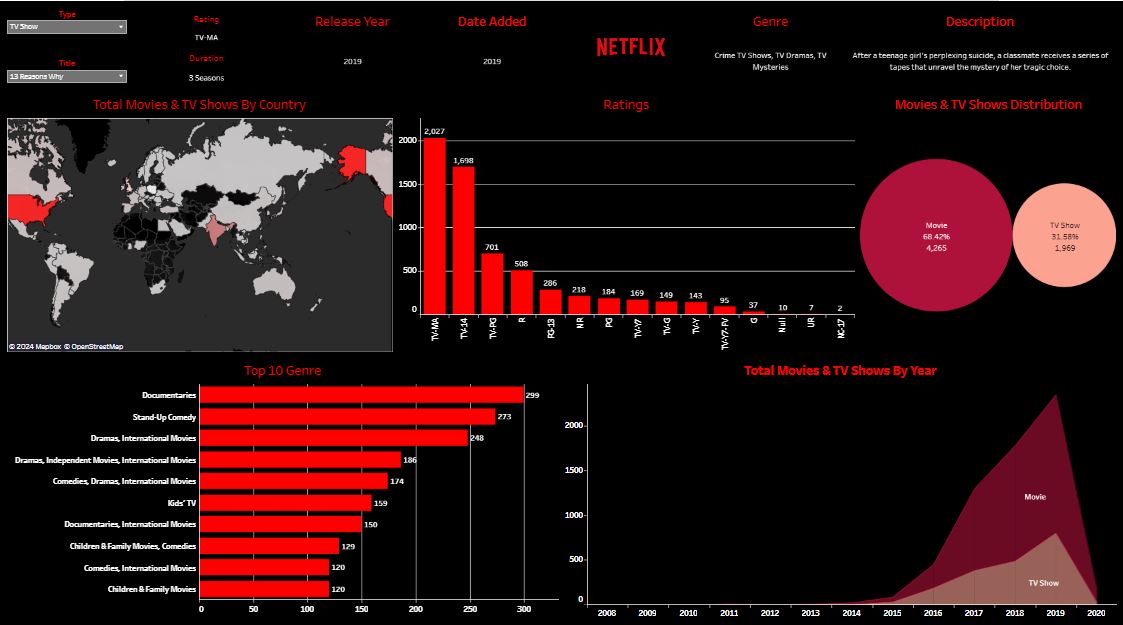 Type
TV Show
Title
13 Reasons Why
Rating
TV-MA
Duration
3 Seasons
Release Year
2019
Date Added
2019
NETFLIX
Genre
Crime TV Shows, TV Dramas, TV
Mysteries
Description
After a teenage girl's perplexing suicide, a classmate receives a series of
tapes that unravel the mystery of her tragic choice.
Total Movies & TV Shows By Country
© 2024 Mapbox © OpenStreetMap
Ratings
2000
1500
1000
500
0
2,027
1,698
701
508
286
218
184
169
149
143
95
37
10
7
2
TV-MA
TV-14
TV-PG
R
PG-13
NR
PG
TV-Y7
TV-G
TV-Y
TV-Y7-FV
G
Null
UR
NC-17
Movies & TV Shows Distribution
Movie
68.42%
4,265
TV Show
31.58%
1,969
Top 10 Genre
Documentaries 299
Stand-Up Comedy 273
Dramas, International Movies 248
Dramas, Independent Movies, International Movies 186
Comedies, Dramas, International Movies 174
Kids' TV 159
Documentaries, International Movies 150
Children & Family Movies, Comedies 129
Comedies, International Movies 120
Children & Family Movies 120
0 50 100 150 200 250 300
Total Movies & TV Shows By Year
2000
1500
1000
500
0
Movie
TV Show
2008 2009 2010 2011 2012 2013 2014 2015 2016 2017 2018 2019 2020